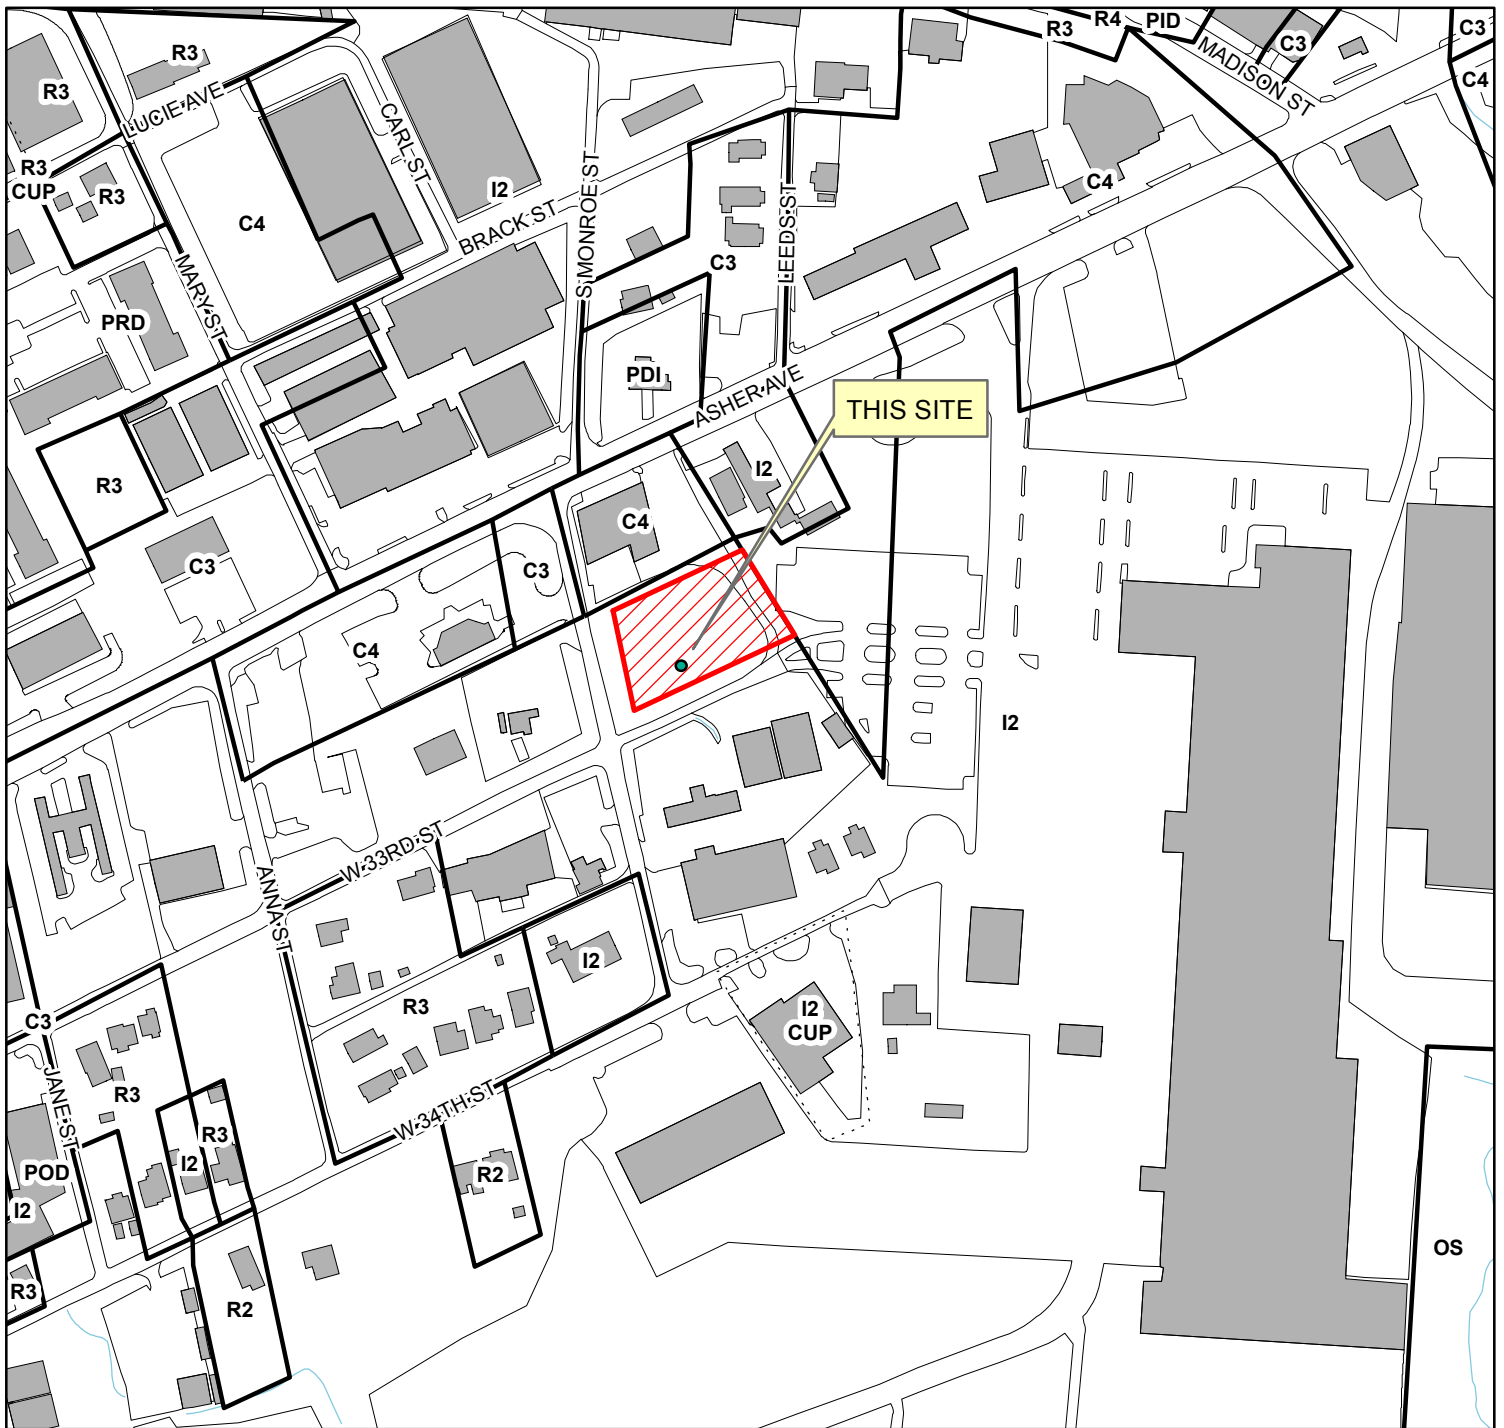 R3
R4
PID
C3
C3
R3
MADISON ST
C3
C4
R3
LUCIE AVE
CARL ST
R3
CUP
R3
I2
C4
S MONROE ST
LEEDS ST
C4
BRACK ST
MARY ST
C3
PRD
PDI
ASHER AVE
THIS SITE
I2
R3
C4
C3
C3
C4
I2
W 33RD ST
ANNA ST
I2
R3
I2
CUP
C3
JANE ST
R3
W 34TH ST
R3
I2
POD
R2
I2
OS
R3
R2